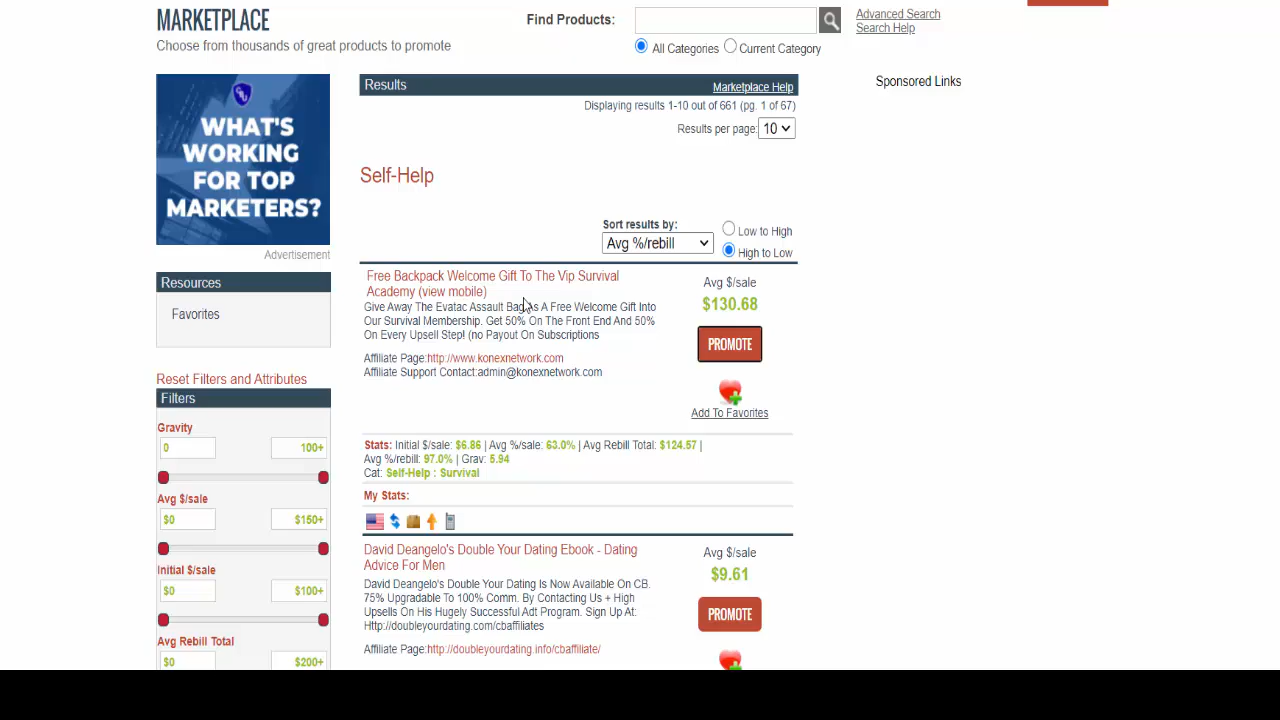 MARKETPLACE
Choose from thousands of great products to promote
Find Products:
Advanced Search
Search Help
All Categories
Current Category
WHAT'S
WORKING
FOR TOP
MARKETERS?
Advertisement
Resources
Favorites
Reset Filters and Attributes
Filters
Gravity
0 100+
Avg $/sale
$0 $150+
Initial $/sale
$0 $100+
Avg Rebill Total
$0 $200+
Results
Marketplace Help
Displaying results 1-10 out of 661 (pg. 1 of 67)
Results per page: 10
Self-Help
Sort results by:
Avg %/rebill
Low to High
High to Low
Free Backpack Welcome Gift To The Vip Survival
Academy (view mobile)
Give Away The Evatac Assault Bag As A Free Welcome Gift Into
Our Survival Membership. Get 50% On The Front End And 50%
On Every Upsell Step! (no Payout On Subscriptions
Affiliate Page:http://www.konexnetwork.com
Affiliate Support Contact:admin@konexnetwork.com
Avg $/sale
$130.68
PROMOTE
Add To Favorites
Stats: Initial $/sale: $6.86 | Avg %/sale: 63.0% | Avg Rebill Total: $124.57 |
Avg %/rebill: 97.0% | Grav: 5.94
Cat: Self-Help : Survival
My Stats:
David Deangelo's Double Your Dating Ebook - Dating
Advice For Men
David Deangelo's Double Your Dating Is Now Available On CB.
75% Upgradable To 100% Comm. By Contacting Us + High
Upsells On His Hugely Successful Adt Program. Sign Up At:
Http://doubleyourdating.com/cbaffiliates
Affiliate Page:http://doubleyourdating.info/cbaffiliate/
Avg $/sale
$9.61
PROMOTE
Sponsored Links